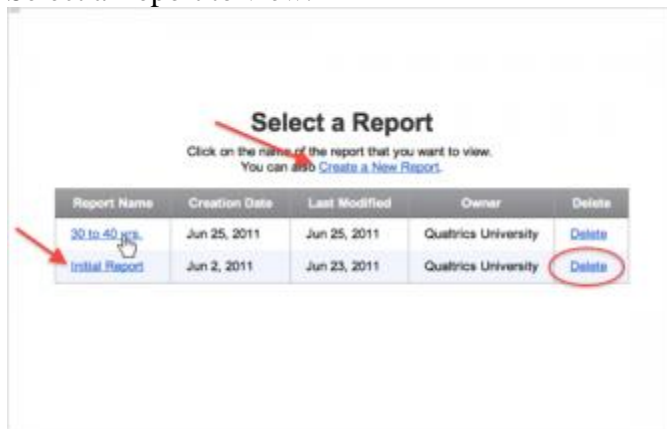 Select a Report
Click on the name of the report that you want to view.
You can also Create a New Report.
Report Name Creation Date Last Modified Owner Delete
30 to 40 yrs. Jun 25, 2011 Jun 25, 2011 Qualtrics University Delete
Initial Report Jun 2, 2011 Jun 23, 2011 Qualtrics University Delete